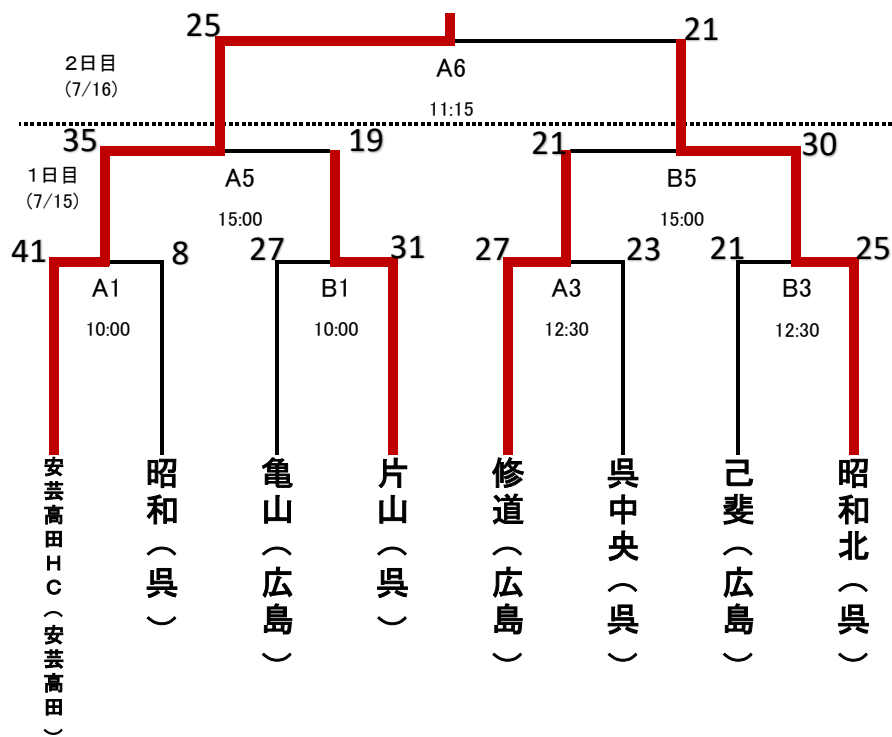 25
21
2日目
(7/16)
A6
11:15
35
19
21
30
1日目
(7/15)
A5
15:00
B5
15:00
41
8
27
31
27
23
21
25
A1
10:00
B1
10:00
A3
12:30
B3
12:30
安芸高田HC(安芸高田)
昭和(呉)
亀山(広島)
片山(呉)
修道(広島)
呉中央(呉)
己斐(広島)
昭和北(呉)